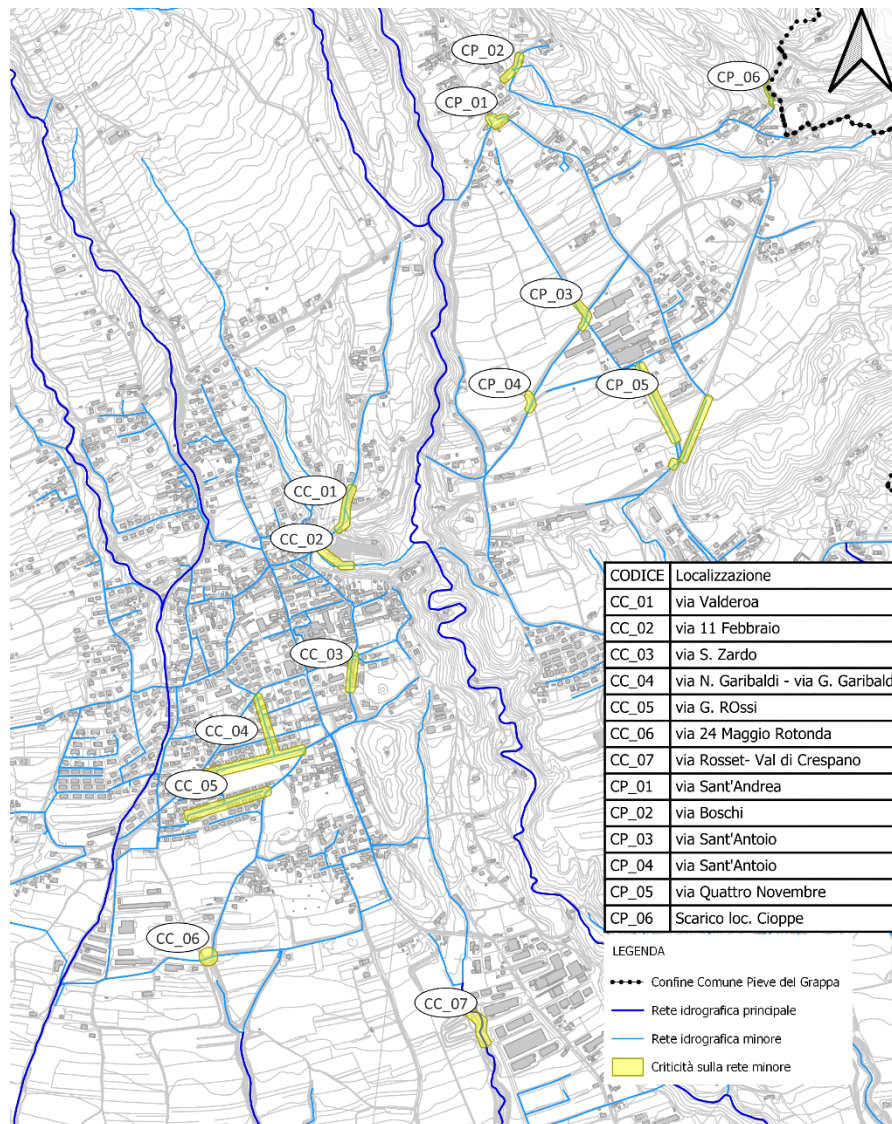 CP_02
CP_06
CP_01
CP_03
CP_04
CP_05
CC_01
CC_02
CC_03
CC_04
CC_05
CC_06
CC_07
CODICE Localizzazione
CC_01 via Valderoa
CC_02 via 11 Febbraio
CC_03 via S. Zardo
CC_04 via N. Garibaldi - via G. Garibald
CC_05 via G. ROssi
CC_06 via 24 Maggio Rotonda
CC_07 via Rosset- Val di Crespano
CP_01 via Sant'Andrea
CP_02 via Boschi
CP_03 via Sant'Antoio
CP_04 via Sant'Antoio
CP_05 via Quattro Novembre
CP_06 Scarico loc. Cioppe
LEGENDA
Confine Comune Pieve del Grappa
Rete idrografica principale
Rete idrografica minore
Criticità sulla rete minore